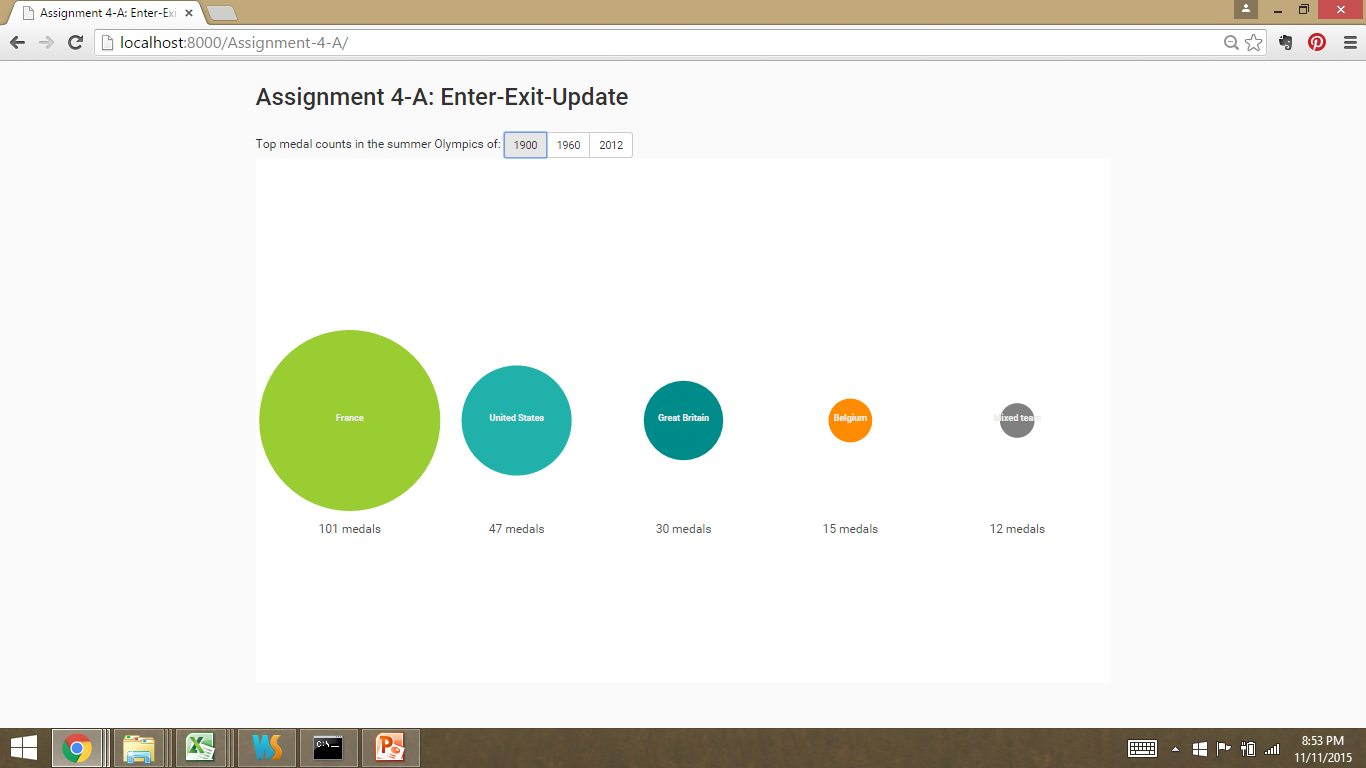 Assignment 4-A: Enter-Exi
localhost:8000/Assignment-4-A/
Assignment 4-A: Enter-Exit-Update
Top medal counts in the summer Olympics of: 1900 1960 2012
France United States Great Britain Belgium Mixed team
101 medals 47 medals 30 medals 15 medals 12 medals
8:53 PM
11/11/2015